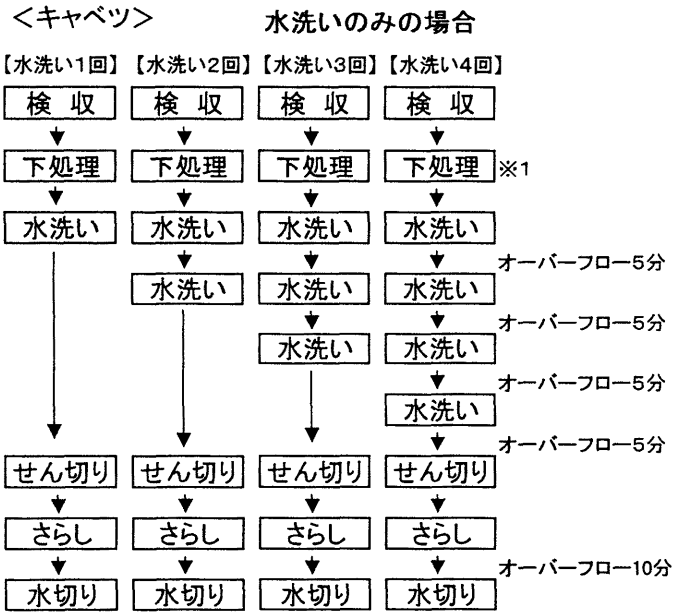 ＜キャベツ＞ 水洗いのみの場合
【水洗い1回】 【水洗い2回】 【水洗い3回】 【水洗い4回】
検 収 検 収 検 収 検 収
下処理 下処理 下処理 下処理 ※1
水洗い 水洗い 水洗い 水洗い
オーバーフロー5分
水洗い 水洗い 水洗い
オーバーフロー5分
水洗い 水洗い
オーバーフロー5分
水洗い
オーバーフロー5分
せん切り せん切り せん切り せん切り
さらし さらし さらし さらし
オーバーフロー10分
水切り 水切り 水切り 水切り